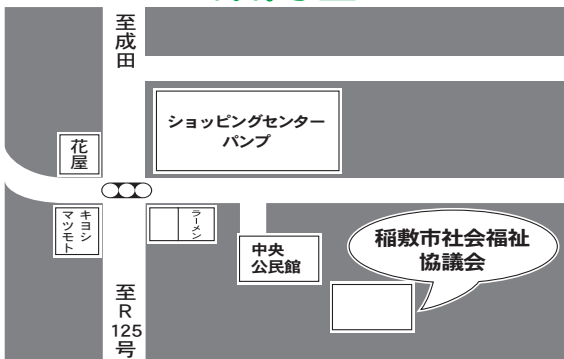 至成田
ショッピングセンター
パンプ
花屋
マツモト
キヨシ
ラーメン
中央
公民館
稲敷市社会福祉
協議会
至R125号